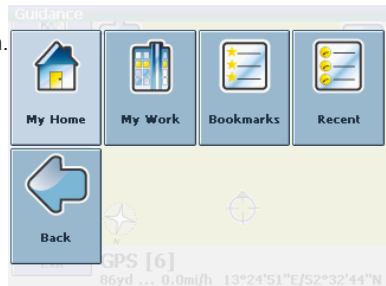 Guidance
My Home
My Work
Bookmarks
Recent
Back
Exit
GPS [6]
86yd ... 0.0mi/h 13°24'51"E/52°32'44"N